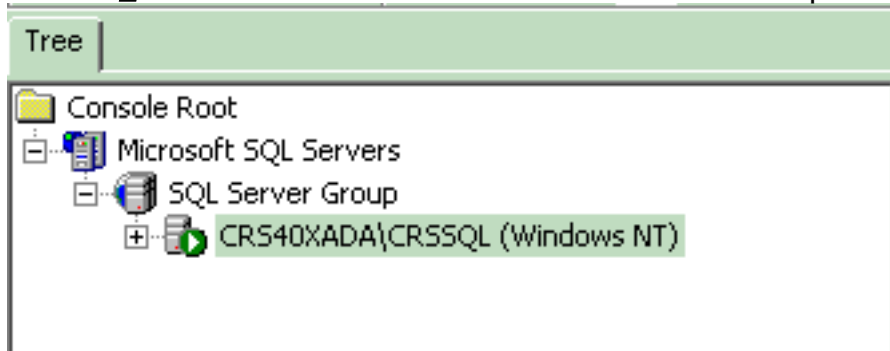 Tree
Console Root
Microsoft SQL Servers
SQL Server Group
CRS40XADA\CRSSQL (Windows NT)